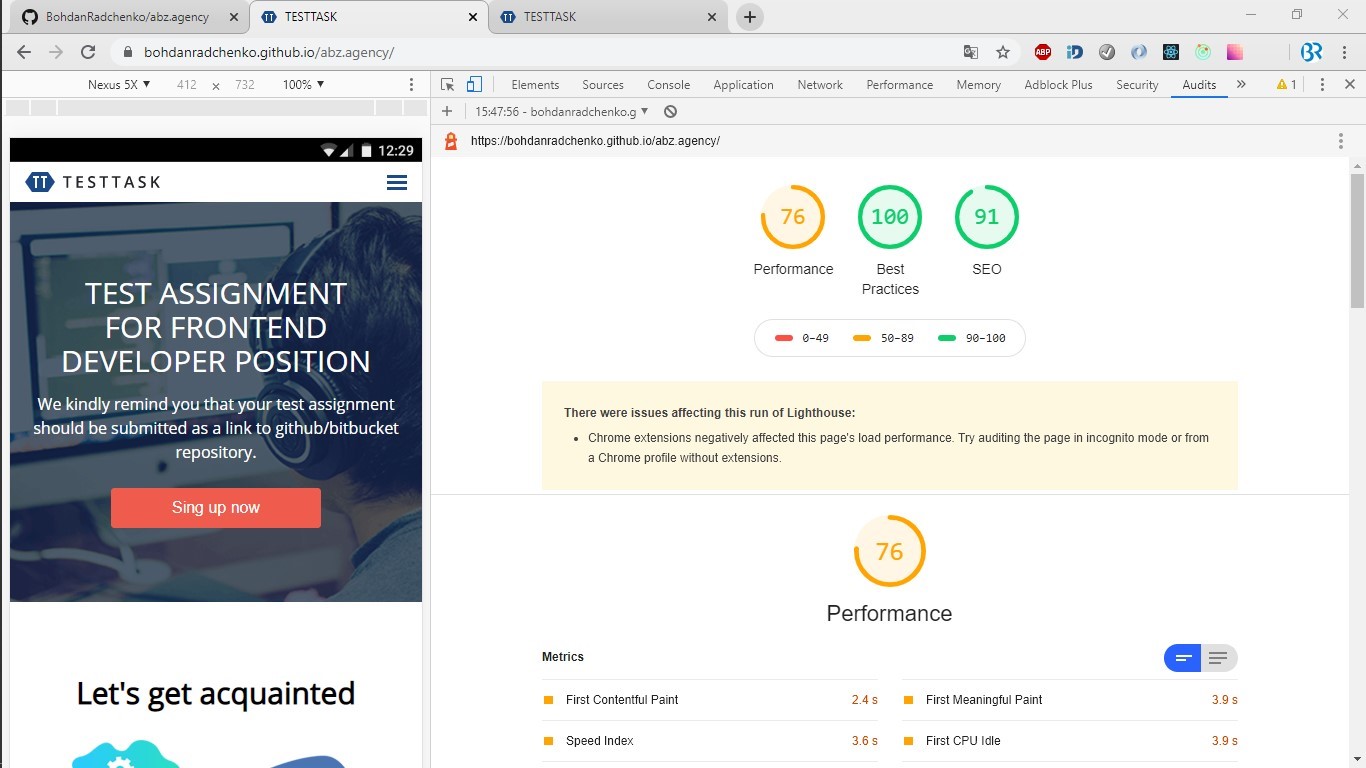 BohdanRadchenko/abz.agency
TESTTASK
TESTTASK
bohdanradchenko.github.io/abz.agency/
ABP
BR
Nexus 5X 412 x 732 100%
Elements Sources Console Application Network Performance Memory Adblock Plus Security Audits 1
15:47:56 - bohdanradchenko.g
https://bohdanradchenko.github.io/abz.agency/
12:29
TT TESTTASK
TEST ASSIGNMENT
FOR FRONTEND
DEVELOPER POSITION
We kindly remind you that your test assignment
should be submitted as a link to github/bitbucket
repository.
Sing up now
Let's get acquainted
76 100 91
Performance Best SEO
Practices
0–49 50–89 90–100
There were issues affecting this run of Lighthouse:
Chrome extensions negatively affected this page's load performance. Try auditing the page in incognito mode or from
a Chrome profile without extensions.
76
Performance
Metrics
First Contentful Paint 2.4 s First Meaningful Paint 3.9 s
Speed Index 3.6 s First CPU Idle 3.9 s